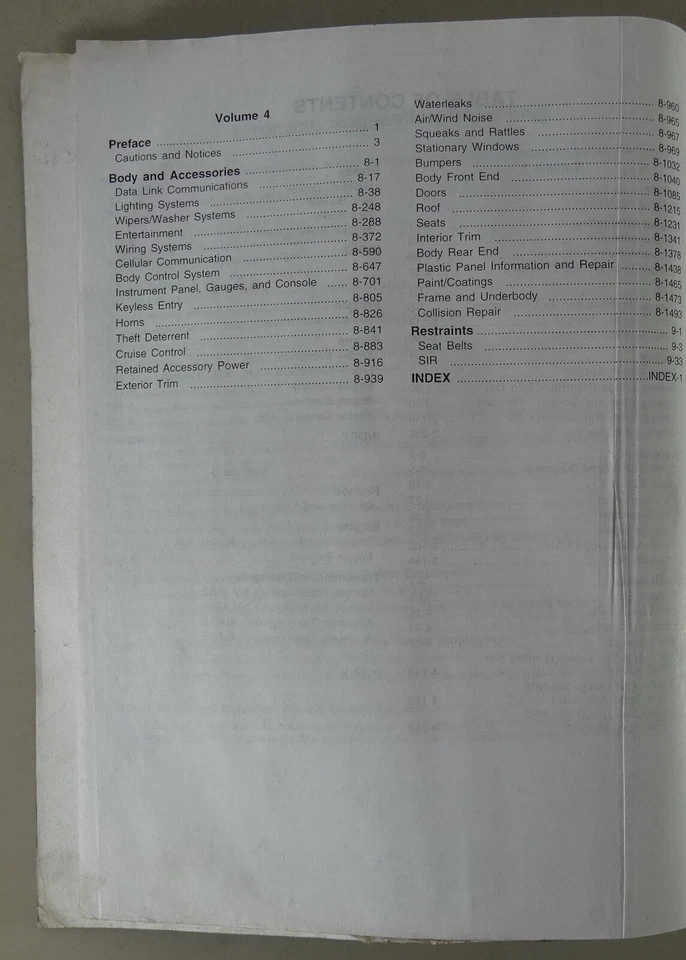 Volume 4
Preface ........ 1
Cautions and Notices ........ 3
Body and Accessories ........ 8-1
Data Link Communications ........ 8-17
Lighting Systems ........ 8-38
Wipers/Washer Systems ........ 8-248
Entertainment ........ 8-288
Wiring Systems ........ 8-372
Cellular Communication ........ 8-590
Body Control System ........ 8-647
Instrument Panel, Gauges, and Console ........ 8-701
Keyless Entry ........ 8-805
Horns ........ 8-826
Theft Deterrent ........ 8-841
Cruise Control ........ 8-883
Retained Accessory Power ........ 8-916
Exterior Trim ........ 8-939
Waterleaks ........ 8-960
Air/Wind Noise ........ 8-965
Squeaks and Rattles ........ 8-967
Stationary Windows ........ 8-969
Bumpers ........ 8-1032
Body Front End ........ 8-1040
Doors ........ 8-1085
Roof ........ 8-1215
Seats ........ 8-1231
Interior Trim ........ 8-1341
Body Rear End ........ 8-1378
Plastic Panel Information and Repair ........ 8-1438
Paint/Coatings ........ 8-1465
Frame and Underbody ........ 8-1473
Collision Repair ........ 8-1493
Restraints ........ 9-1
Seat Belts ........ 9-3
SIR ........ 9-33
INDEX ........ INDEX-1